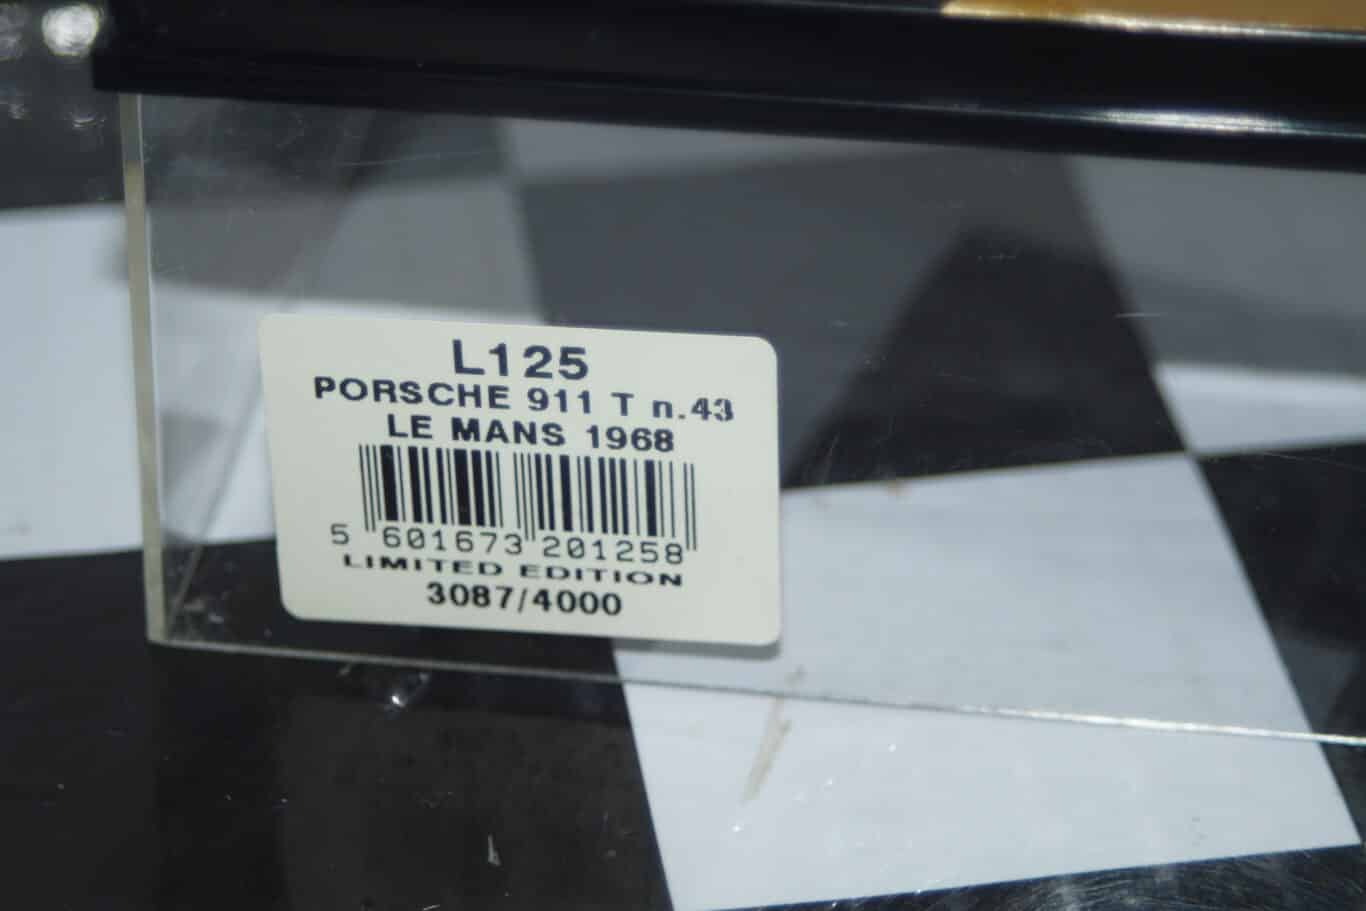 L125
PORSCHE 911 T n.43
LE MANS 1968
5 601673 201258
LIMITED EDITION
3087/4000